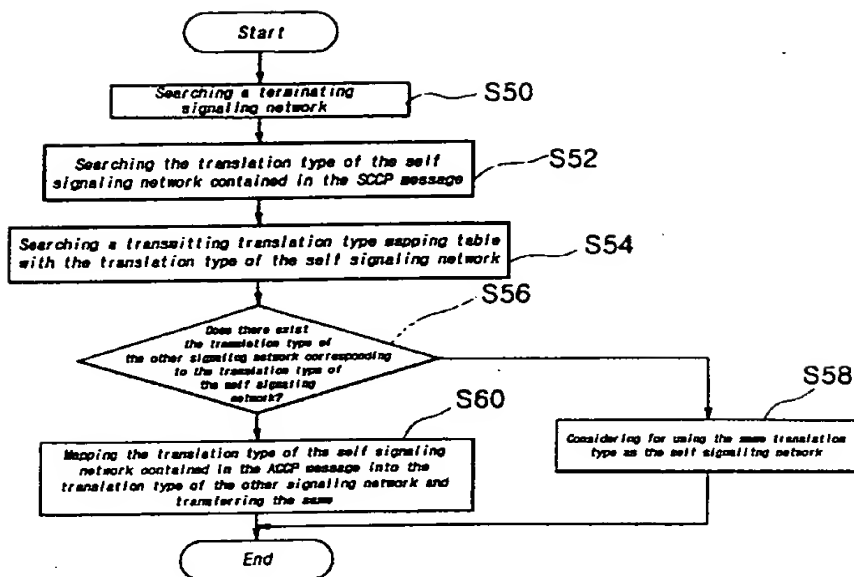 Start
Searching a terminating
signaling network
S50
Searching the translation type of the self
signaling network contained in the SCCP message
S52
Searching a transmitting translation type mapping table
with the translation type of the self signaling network
S54
S56
Does there exist
the translation type of
the other signaling network corresponding
to the translation type of
the self signaling
network?
S60
S58
Mapping the translation type of the self signaling
network contained in the ACCP message into the
translation type of the other signaling network and
transferring the same
Considering for using the same translation
type as the self signaling network
End